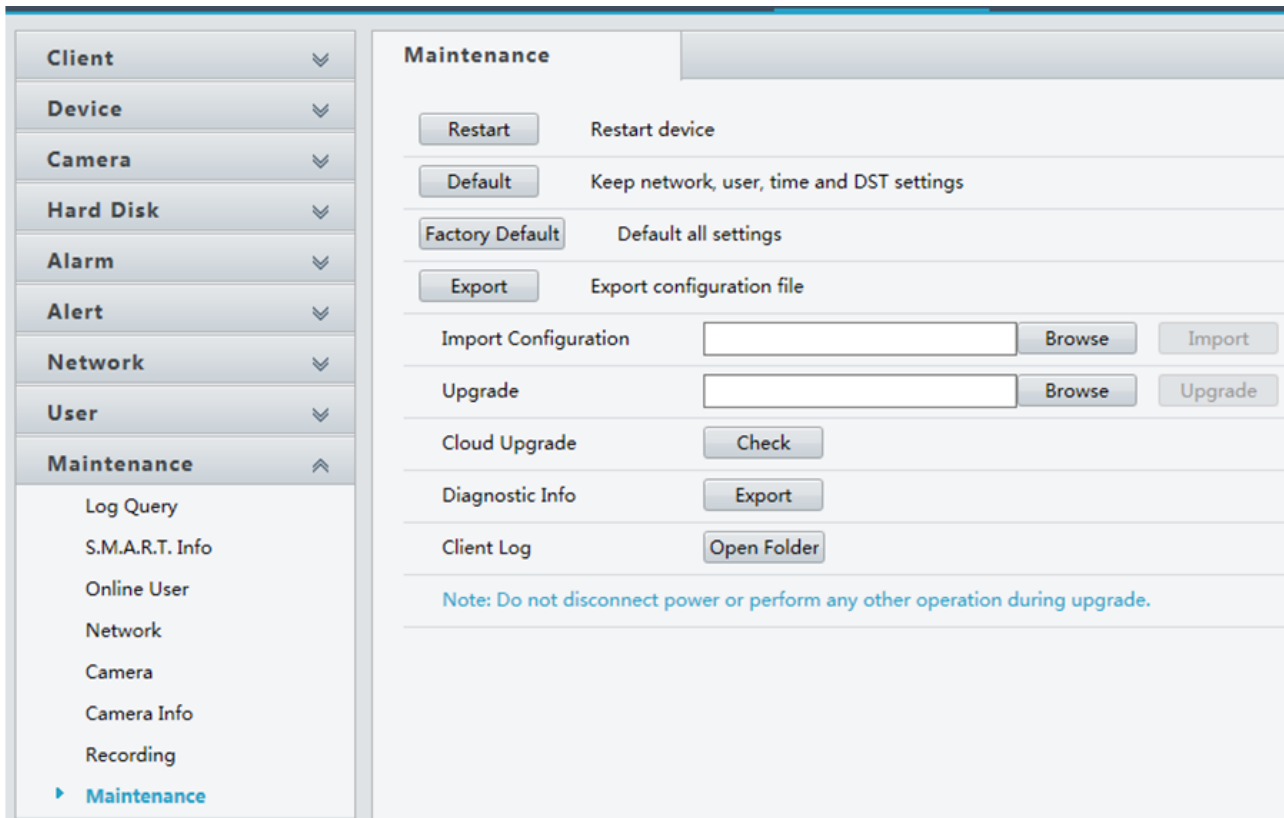 Client
Device
Camera
Hard Disk
Alarm
Alert
Network
User
Maintenance
Log Query
S.M.A.R.T. Info
Online User
Network
Camera
Camera Info
Recording
Maintenance
Maintenance
Restart Restart device
Default Keep network, user, time and DST settings
Factory Default Default all settings
Export Export configuration file
Import Configuration Browse Import
Upgrade Browse Upgrade
Cloud Upgrade Check
Diagnostic Info Export
Client Log Open Folder
Note: Do not disconnect power or perform any other operation during upgrade.